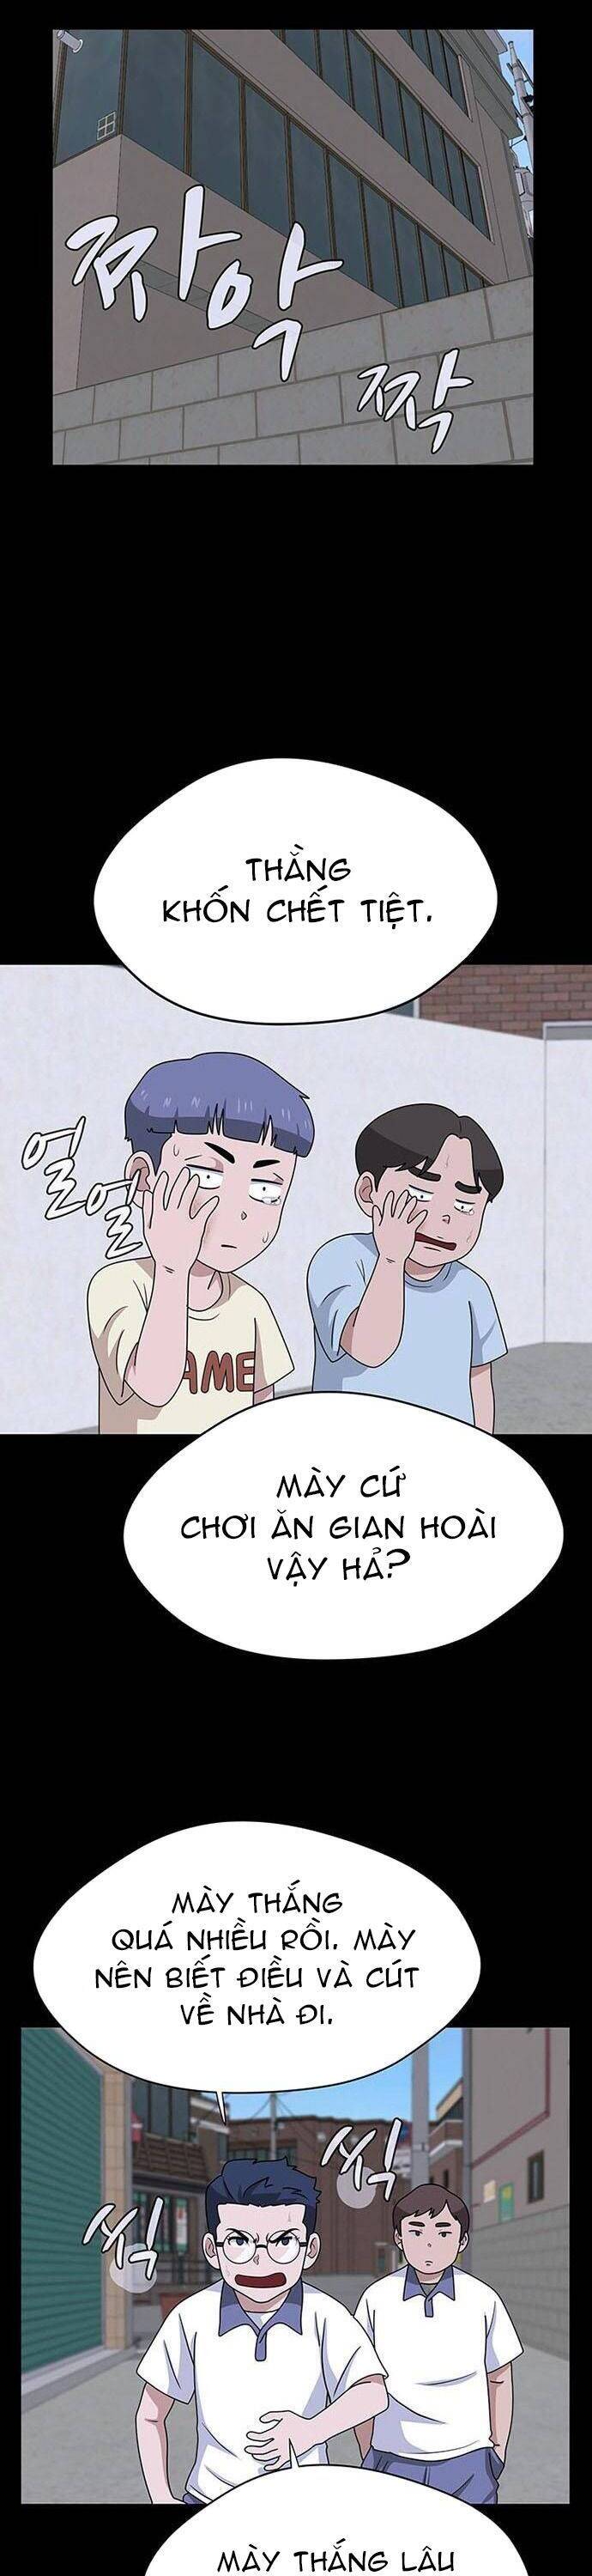 짜악
짝
THẰNG
KHỐN CHẾT TIỆT.
얼얼
AME
MÀY CỨ
CHƠI ĂN GIAN HOÀI
VẬY HẢ?
MÀY THẮNG
QUÁ NHIỀU RỒI. MÀY
NÊN BIẾT ĐIỀU VÀ CÚT
VỀ NHÀ ĐI.
씩
씩
MÀY THẮNG LÂU